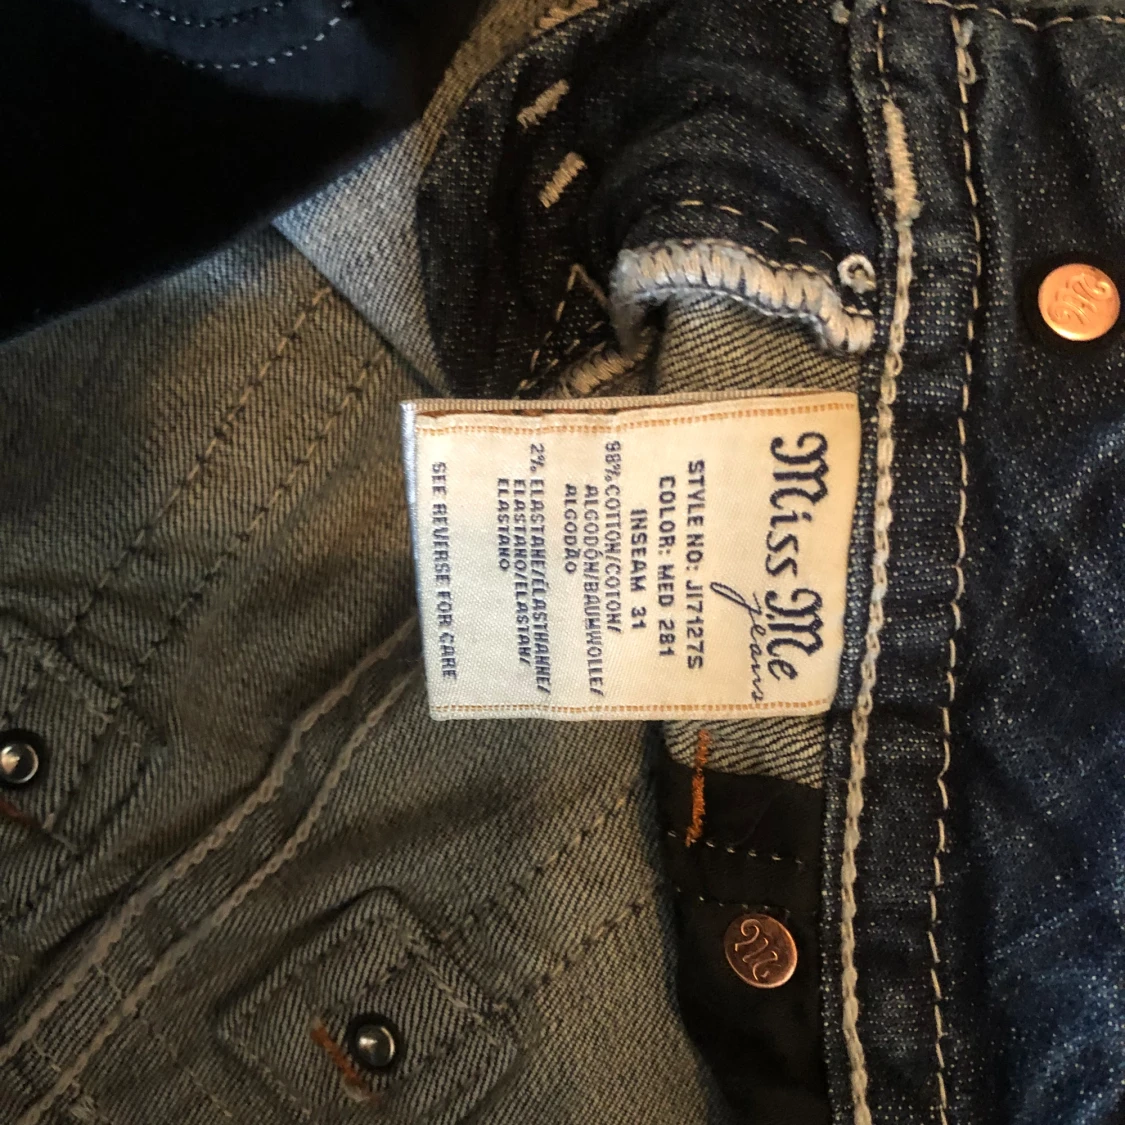 Miss Me
jeans
STYLE NO: JI7127S
COLOR: MED 281
INSEAM 31
98% COTTON/COTON/
ALGODÓN/BAUMWOLLE/
ALGODÃO
2% ELASTANE/ÉLASTHANNE/
ELASTANO/ELASTAN/
ELASTANO
SEE REVERSE FOR CARE
M